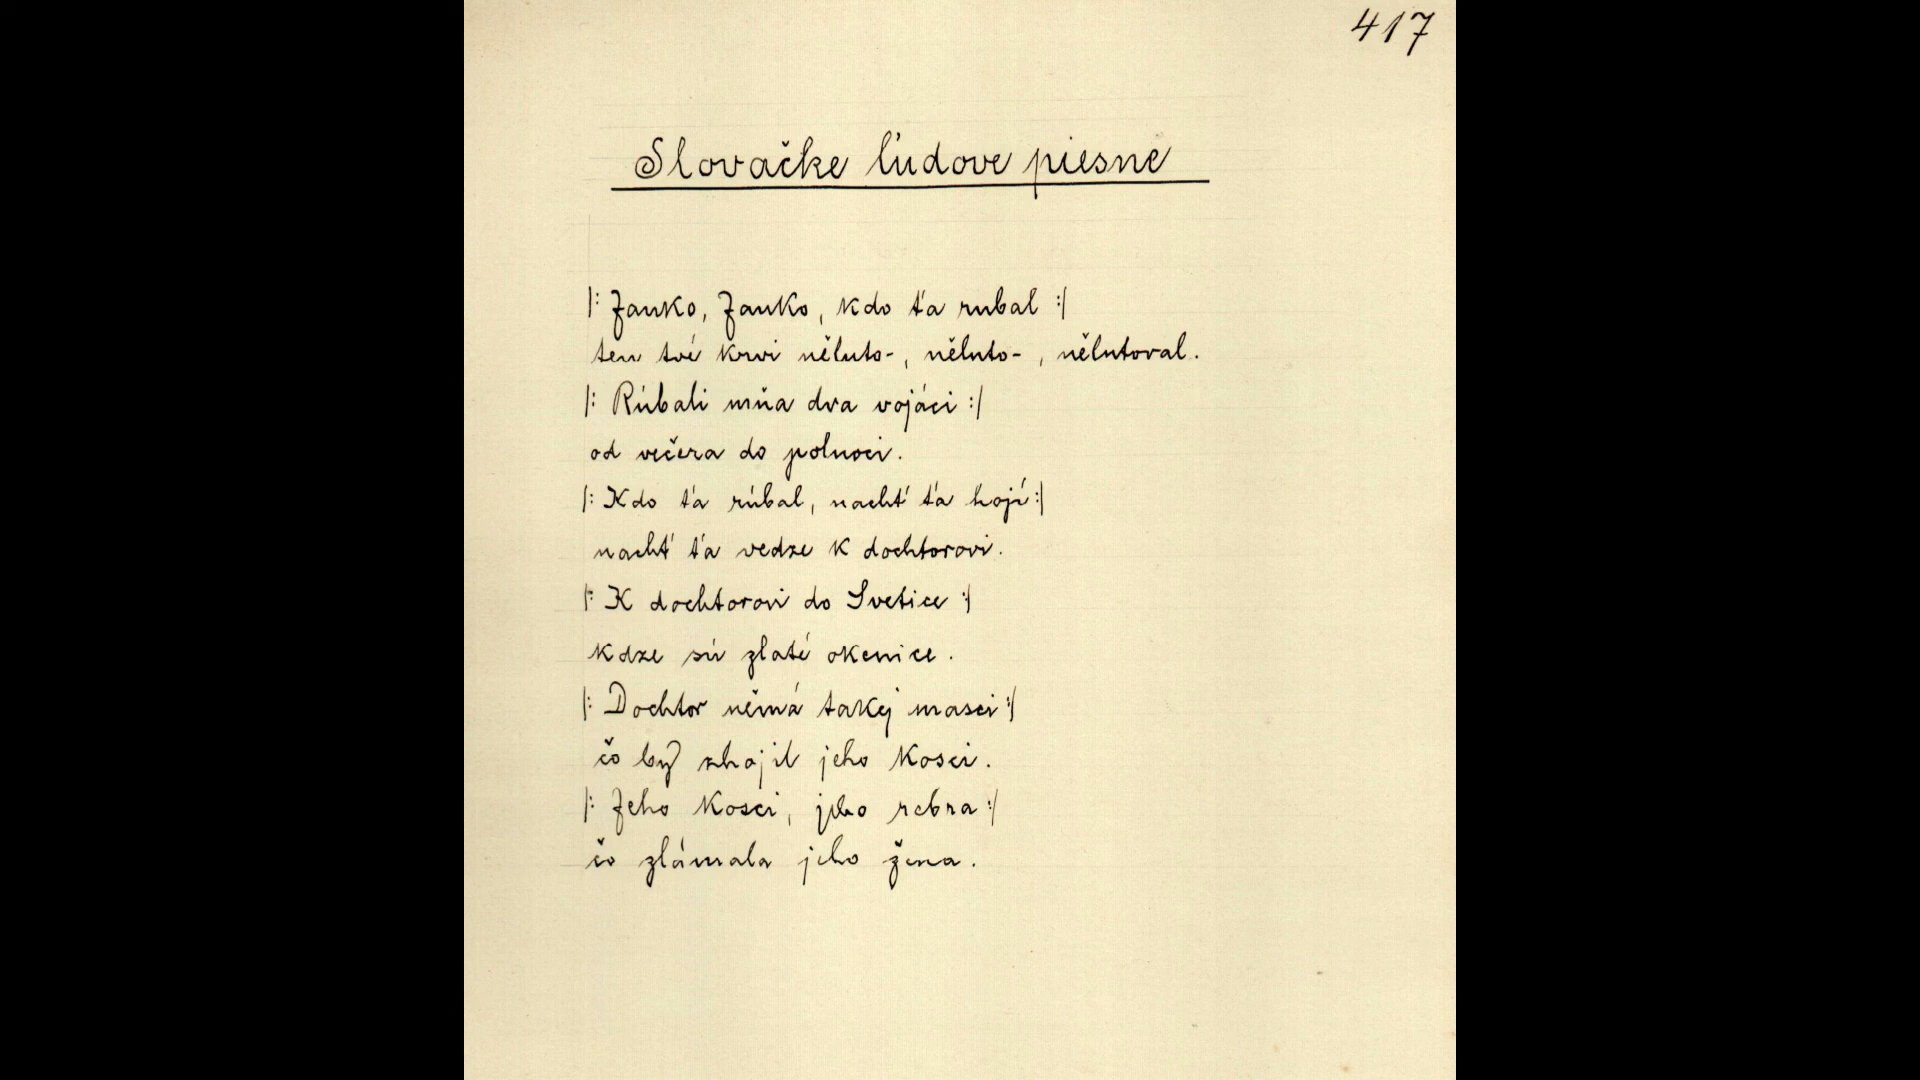 417
Slovačke ľudove piesne
|: Janko, Janko, kdo ťa rubal :|
ten tvé krvi něluto-, něluto-, nělutoval.
|: Rúbali mňa dva vojáci :|
od večera do polnoci.
|: Kdo ťa rúbal, nachť ťa hojí :|
nachť ťa vedze k dochtorovi.
|: K dochtorovi do Svetice :|
kdze sú zlaté okenice.
|: Dochtor němá takej masci :|
čo by zhojil jeho kosci.
|: Jeho kosci, jeho rebra :|
čo zlámala jeho žena.